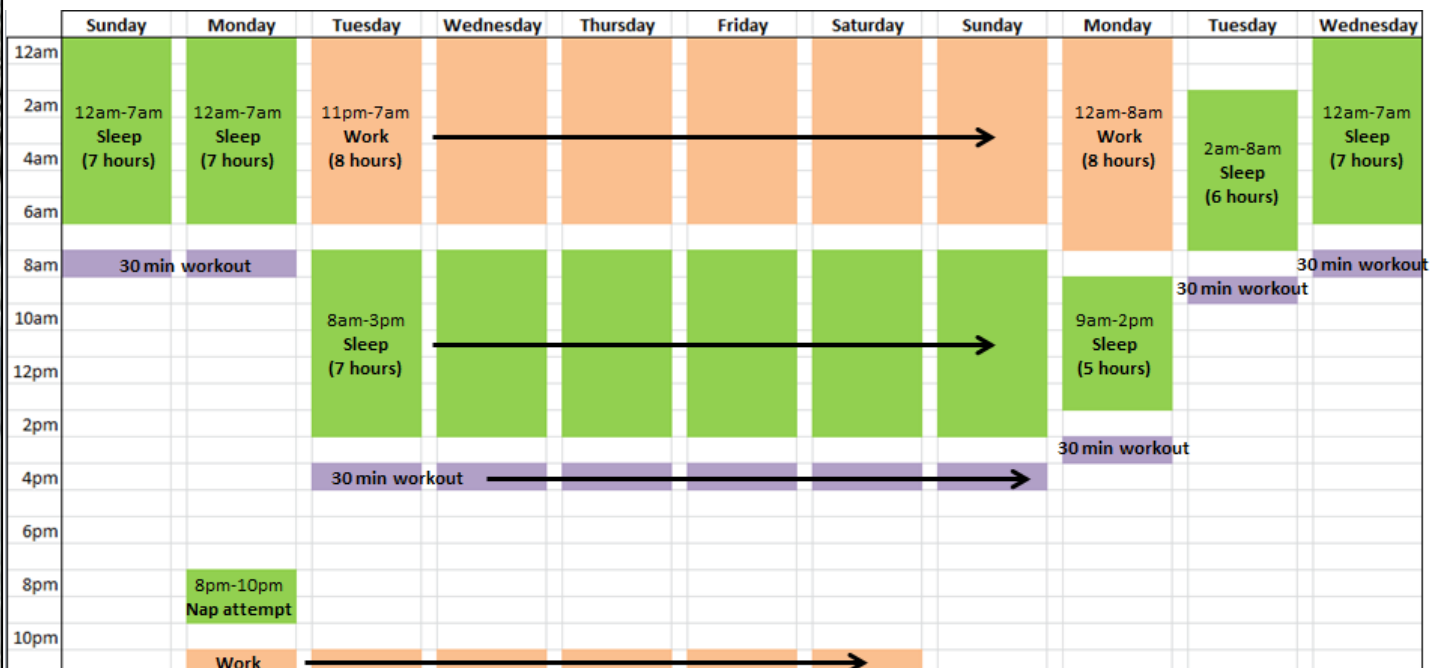 Sunday Monday Tuesday Wednesday Thursday Friday Saturday Sunday Monday Tuesday Wednesday
12am
2am
4am
6am
8am
10am
12pm
2pm
4pm
6pm
8pm
10pm
12am-7am
Sleep
(7 hours)
12am-7am
Sleep
(7 hours)
11pm-7am
Work
(8 hours)
12am-8am
Work
(8 hours)
2am-8am
Sleep
(6 hours)
12am-7am
Sleep
(7 hours)
30 min workout
30 min workout
30 min workout
8am-3pm
Sleep
(7 hours)
9am-2pm
Sleep
(5 hours)
30 min workout
30 min workout
8pm-10pm
Nap attempt
Work